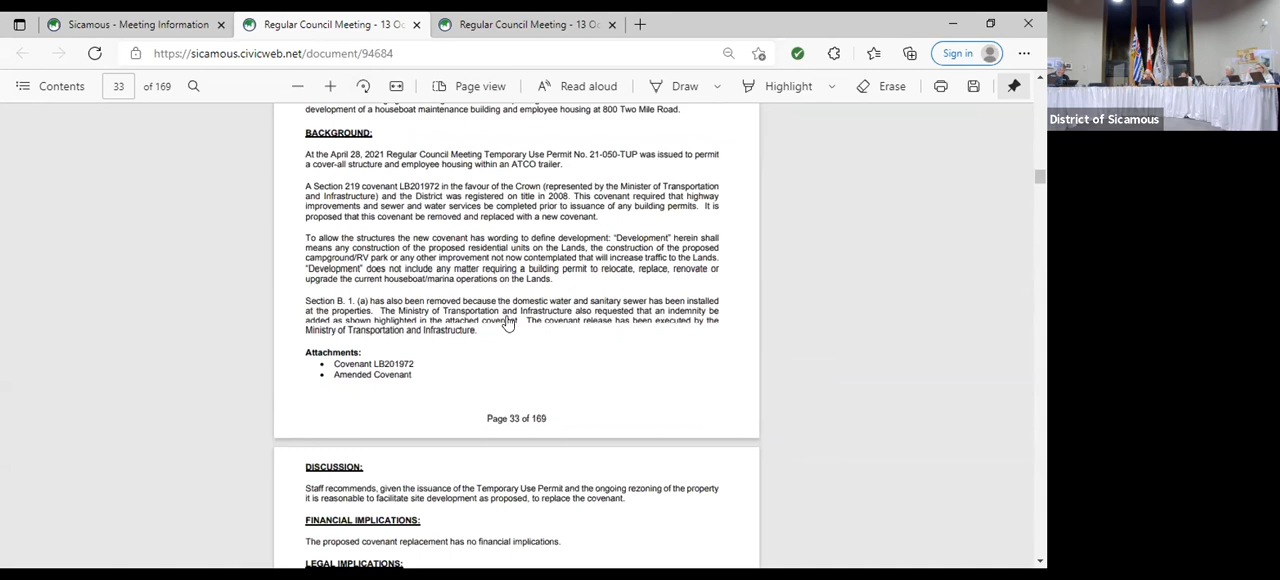 Sicamous - Meeting Information
Regular Council Meeting - 13 Oc
Regular Council Meeting - 13 Oc
https://sicamous.civicweb.net/document/94684
Sign in
Contents
33
of 169
Page view
Read aloud
Draw
Highlight
Erase
District of Sicamous
development of a houseboat maintenance building and employee housing at 800 Two Mile Road.
BACKGROUND:
At the April 28, 2021 Regular Council Meeting Temporary Use Permit No. 21-050-TUP was issued to permit
a cover-all structure and employee housing within an ATCO trailer.
A Section 219 covenant LB201972 in the favour of the Crown (represented by the Minister of Transportation
and Infrastructure) and the District was registered on title in 2008. This covenant required that highway
improvements and sewer and water services be completed prior to issuance of any building permits. It is
proposed that this covenant be removed and replaced with a new covenant.
To allow the structures the new covenant has wording to define development: "Development" herein shall
means any construction of the proposed residential units on the Lands, the construction of the proposed
campground/RV park or any other improvement not now contemplated that will increase traffic to the Lands.
"Development" does not include any matter requiring a building permit to relocate, replace, renovate or
upgrade the current houseboat/marina operations on the Lands.
Section B. 1. (a) has also been removed because the domestic water and sanitary sewer has been installed
at the properties. The Ministry of Transportation and Infrastructure also requested that an indemnity be
added as shown highlighted in the attached covenant. The covenant release has been executed by the
Ministry of Transportation and Infrastructure.
Attachments:
• Covenant LB201972
• Amended Covenant
Page 33 of 169
DISCUSSION:
Staff recommends, given the issuance of the Temporary Use Permit and the ongoing rezoning of the property
it is reasonable to facilitate site development as proposed, to replace the covenant.
FINANCIAL IMPLICATIONS:
The proposed covenant replacement has no financial implications.
LEGAL IMPLICATIONS: